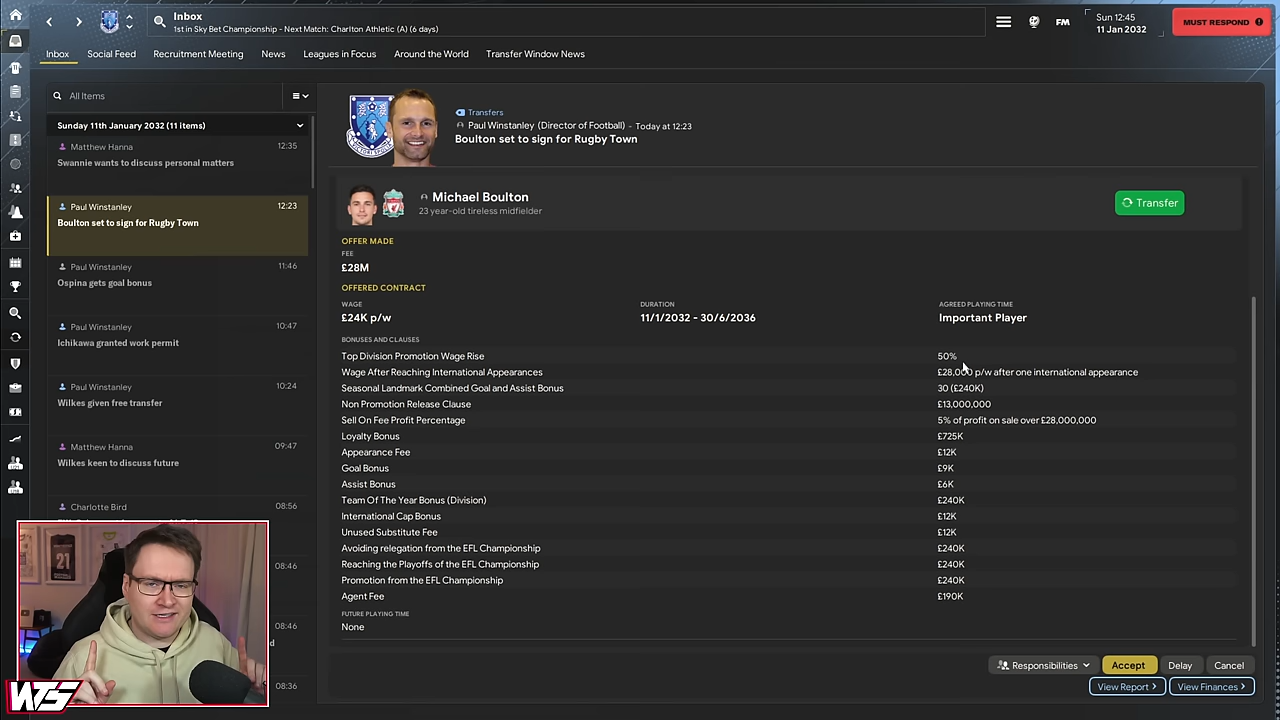 Inbox
1st in Sky Bet Championship - Next Match: Charlton Athletic (A) (6 days)
FM
Sun 12:45
11 Jan 2032
MUST RESPOND
Inbox Social Feed Recruitment Meeting News Leagues in Focus Around the World Transfer Window News
All Items
Sunday 11th January 2032 (11 items)
Matthew Hanna 12:35
Swannie wants to discuss personal matters
Paul Winstanley 12:23
Boulton set to sign for Rugby Town
Paul Winstanley 11:46
Ospina gets goal bonus
Paul Winstanley 10:47
Ichikawa granted work permit
Paul Winstanley 10:24
Wilkes given free transfer
Matthew Hanna 09:47
Wilkes keen to discuss future
Charlotte Bird 08:56
08:46
08:46
08:36
Transfers
Paul Winstanley (Director of Football) - Today at 12:23
Boulton set to sign for Rugby Town
Michael Boulton
23 year-old tireless midfielder
Transfer
OFFER MADE
FEE
£28M
OFFERED CONTRACT
WAGE DURATION AGREED PLAYING TIME
£24K p/w 11/1/2032 - 30/6/2036 Important Player
BONUSES AND CLAUSES
Top Division Promotion Wage Rise 50%
Wage After Reaching International Appearances £28,000 p/w after one international appearance
Seasonal Landmark Combined Goal and Assist Bonus 30 (£240K)
Non Promotion Release Clause £13,000,000
Sell On Fee Profit Percentage 5% of profit on sale over £28,000,000
Loyalty Bonus £725K
Appearance Fee £12K
Goal Bonus £9K
Assist Bonus £6K
Team Of The Year Bonus (Division) £240K
International Cap Bonus £12K
Unused Substitute Fee £12K
Avoiding relegation from the EFL Championship £240K
Reaching the Playoffs of the EFL Championship £240K
Promotion from the EFL Championship £240K
Agent Fee £190K
FUTURE PLAYING TIME
None
Responsibilities Accept Delay Cancel
View Report View Finances
21
WTS